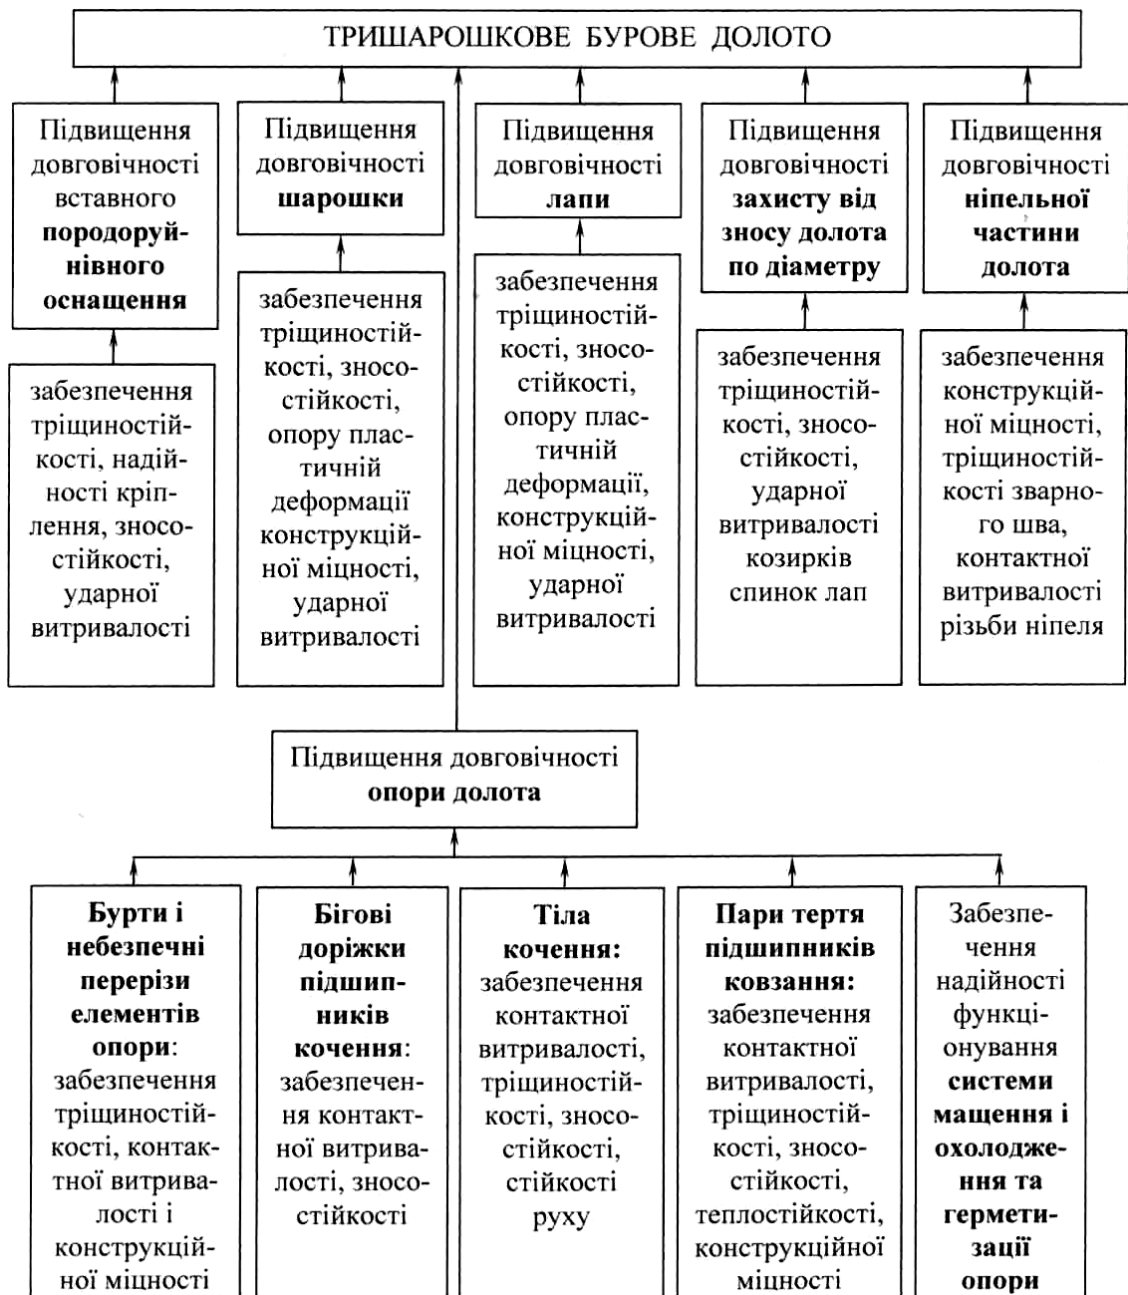 ТРИШАРОШКОВЕ БУРОВЕ ДОЛОТО
Підвищення
довговічності
вставного
породоруй-
нівного
оснащення
Підвищення
довговічності
шарошки
Підвищення
довговічності
лапи
Підвищення
довговічності
захисту від
зносу долота
по діаметру
Підвищення
довговічності
ніпельної
частини
долота
забезпечення
тріщиностій-
кості, надій-
ності кріп-
лення, зносо-
стійкості,
ударної
витривалості
забезпечення
тріщиностій-
кості, зносо-
стійкості,
опору плас-
тичній
деформації
конструкцій-
ної міцності,
ударної
витривалості
забезпечення
тріщиностій-
кості, зносо-
стійкості,
опору плас-
тичній
деформації,
конструкцій-
ної міцності,
ударної
витривалості
забезпечення
тріщиностій-
кості, зносо-
стійкості,
ударної
витривалості
козирків
спинок лап
забезпечення
конструкцій-
ної міцності,
тріщиностій-
кості зварно-
го шва,
контактної
витривалості
різьби ніпеля
Підвищення довговічності
опори долота
Бурти і
небезпечні
перерізи
елементів
опори:
забезпечення
тріщиностій-
кості, контак-
тної витрива-
лості і
конструкцій-
ної міцності
Бігові
доріжки
підшип-
ників
кочення:
забезпечен-
ня контакт-
ної витрива-
лості, зносо-
стійкості
Тіла
кочення:
забезпечення
контактної
витривалості,
тріщиностій-
кості, зносо-
стійкості,
стійкості
руху
Пари тертя
підшипників
ковзання:
забезпечення
контактної
витривалості,
тріщиностій-
кості, зносо-
стійкості,
теплостійкості,
конструкційної
міцності
Забезпе-
чення
надійності
функці-
онування
системи
мащення і
охолодже-
ння та
гермети-
зації
опори